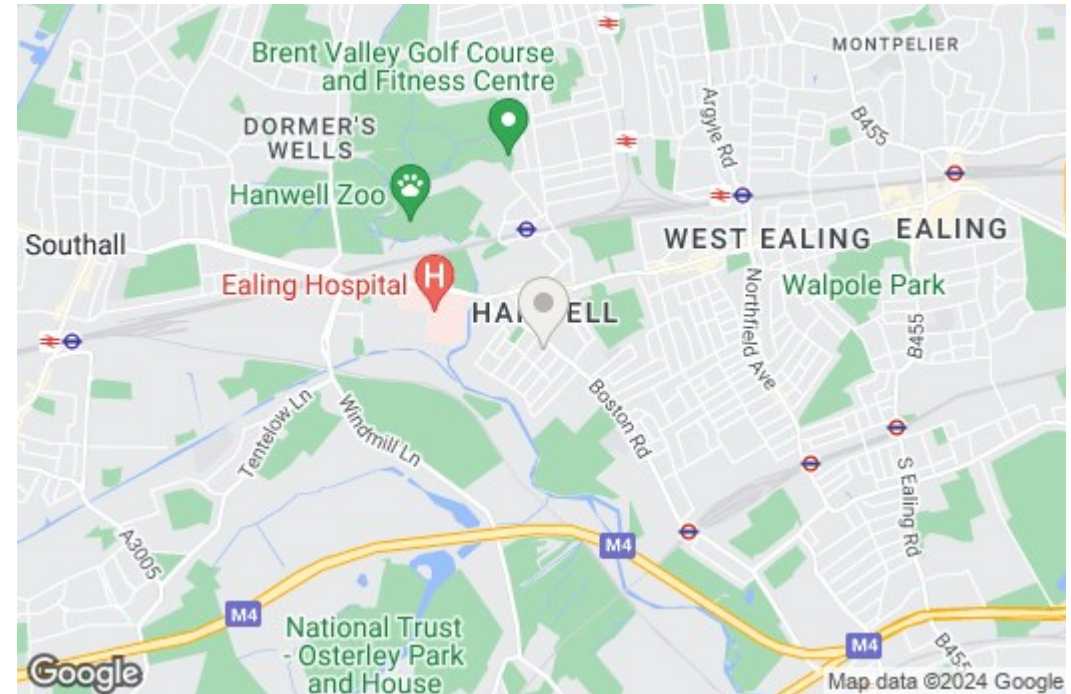 Brent Valley Golf Course
and Fitness Centre
MONTPELIER
DORMER'S
WELLS
Argyle Rd
B455
Hanwell Zoo
Southall
WEST EALING
EALING
Ealing Hospital
H
Walpole Park
HA ELL
Northfield Ave
B455
Boston Rd
Tentelow Ln
Windmill Ln
S Ealing Rd
A3005
M4
M4
National Trust
- Osterley Park
and House
M4
B455
Google
Map data ©2024 Google